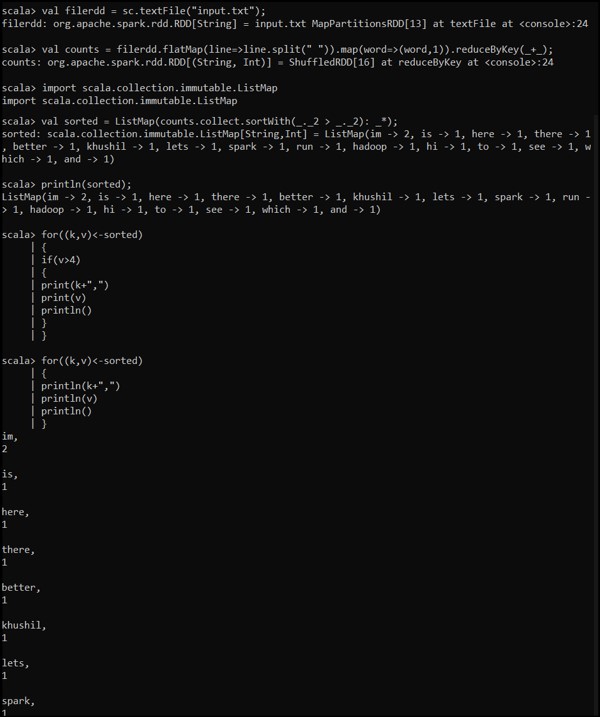 scala> val filerdd = sc.textFile("input.txt");
filerdd: org.apache.spark.rdd.RDD[String] = input.txt MapPartitionsRDD[13] at textFile at <console>:24
scala> val counts = filerdd.flatMap(line=>line.split(" ")).map(word=>(word,1)).reduceByKey(_+_);
counts: org.apache.spark.rdd.RDD[(String, Int)] = ShuffledRDD[16] at reduceByKey at <console>:24
scala> import scala.collection.immutable.ListMap
import scala.collection.immutable.ListMap
scala> val sorted = ListMap(counts.collect.sortWith(_._2 > _._2): _*);
sorted: scala.collection.immutable.ListMap[String,Int] = ListMap(im -> 2, is -> 1, here -> 1, there -> 1
, better -> 1, khushil -> 1, lets -> 1, spark -> 1, run -> 1, hadoop -> 1, hi -> 1, to -> 1, see -> 1, w
hich -> 1, and -> 1)
scala> println(sorted);
ListMap(im -> 2, is -> 1, here -> 1, there -> 1, better -> 1, khushil -> 1, lets -> 1, spark -> 1, run -
> 1, hadoop -> 1, hi -> 1, to -> 1, see -> 1, which -> 1, and -> 1)
scala> for((k,v)<-sorted)
| {
| if(v>4)
| {
| print(k+",")
| print(v)
| println()
| }
| }
scala> for((k,v)<-sorted)
| {
| println(k+",")
| println(v)
| println()
| }
im,
2
is,
1
here,
1
there,
1
better,
1
khushil,
1
lets,
1
spark,
1